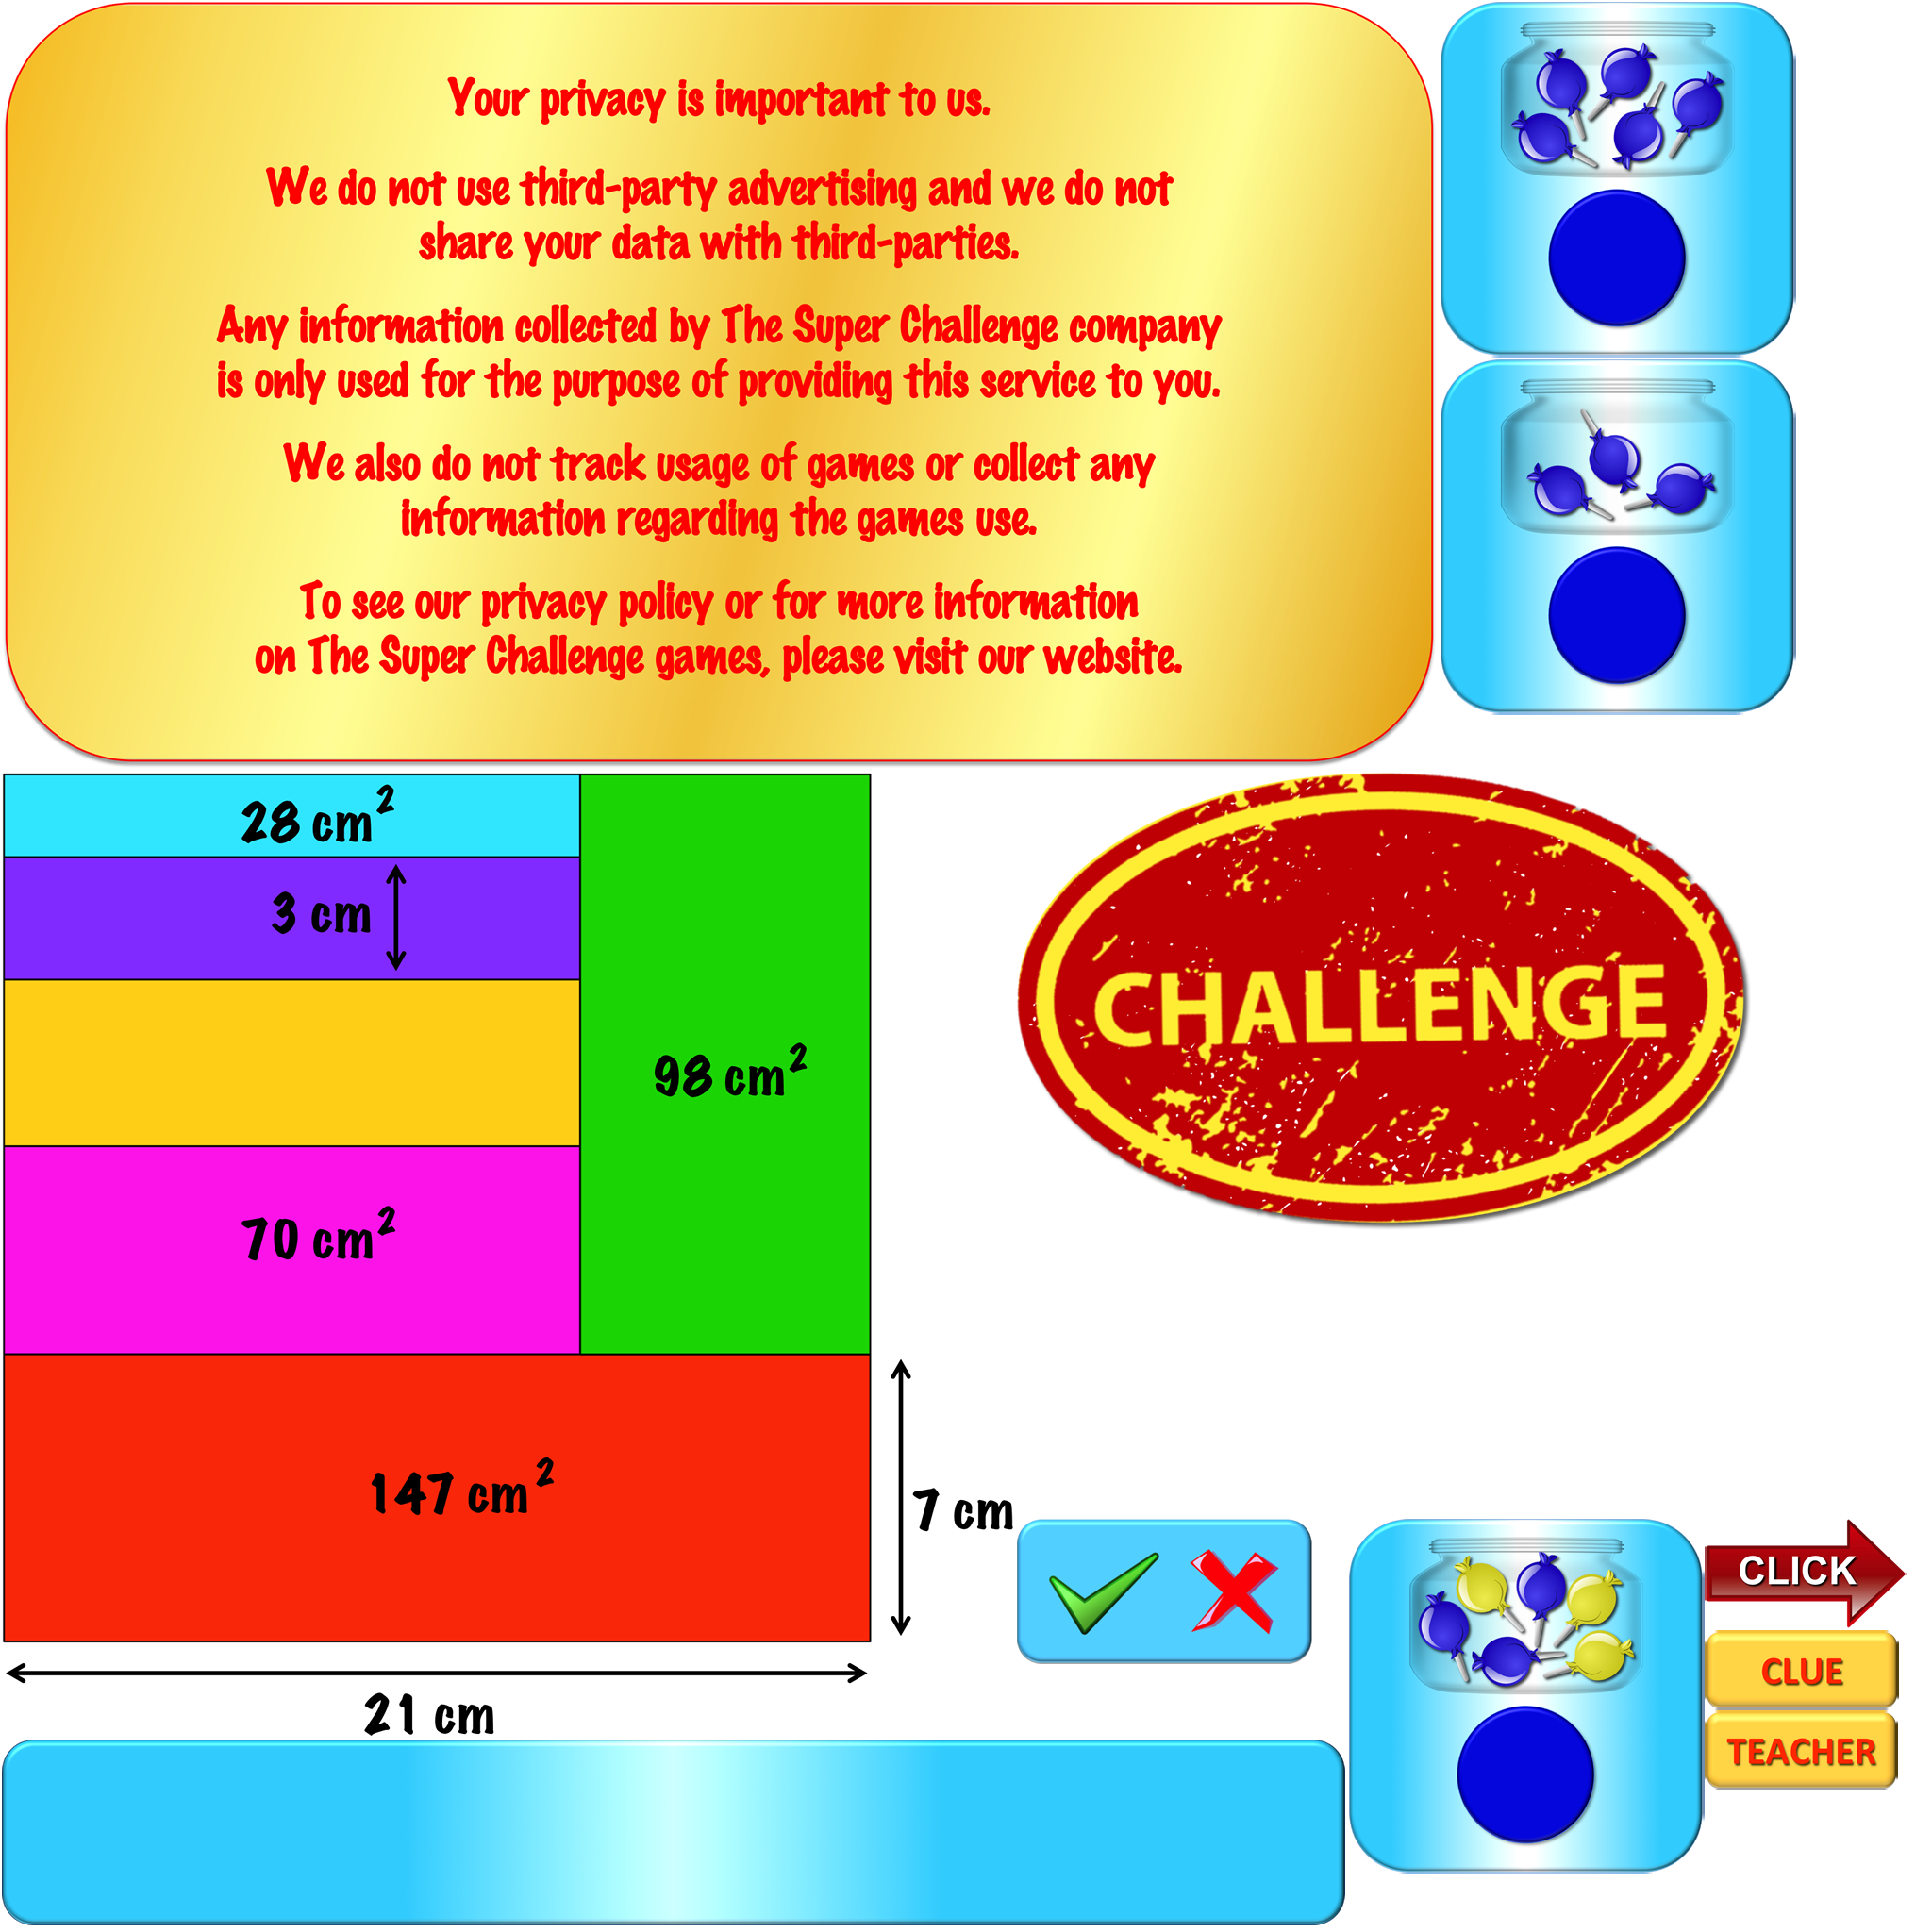 Your privacy is important to us.
We do not use third-party advertising and we do not
share your data with third-parties.
Any information collected by The Super Challenge company
is only used for the purpose of providing this service to you.
We also do not track usage of games or collect any
information regarding the games use.
To see our privacy policy or for more information
on The Super Challenge games, please visit our website.
28 cm²
3 cm
98 cm²
70 cm²
147 cm²
7 cm
21 cm
CHALLENGE
CLICK
CLUE
TEACHER